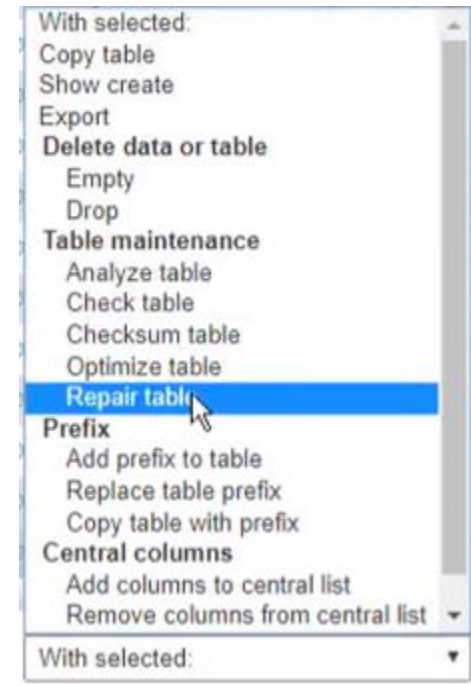 With selected:
Copy table
Show create
Export
Delete data or table
Empty
Drop
Table maintenance
Analyze table
Check table
Checksum table
Optimize table
Repair table
Prefix
Add prefix to table
Replace table prefix
Copy table with prefix
Central columns
Add columns to central list
Remove columns from central list
With selected: